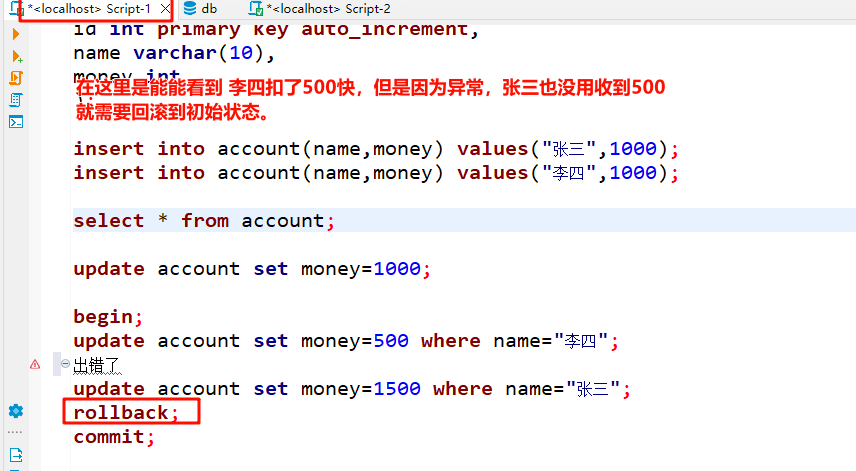 *<localhost> Script-1
db
*<localhost> Script-2
id int primary key auto_increment,
name varchar(10),
money int
在这里是能能看到 李四扣了500快，但是因为异常，张三也没用收到500
就需要回滚到初始状态。
insert into account(name,money) values("张三",1000);
insert into account(name,money) values("李四",1000);
select * from account;
update account set money=1000;
begin;
update account set money=500 where name="李四";
出错了
update account set money=1500 where name="张三";
rollback;
commit;